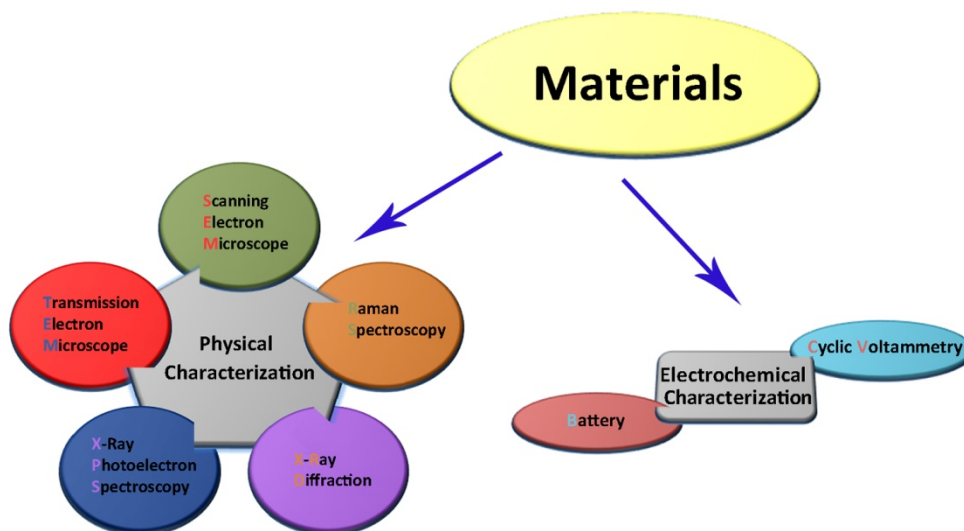 Materials
Scanning
Electron
Microscope
Transmission
Electron
Microscope
Raman
Spectroscopy
Physical
Characterization
X-Ray
Photoelectron
Spectroscopy
X-Ray
Diffraction
Cyclic Voltammetry
Electrochemical
Characterization
Battery